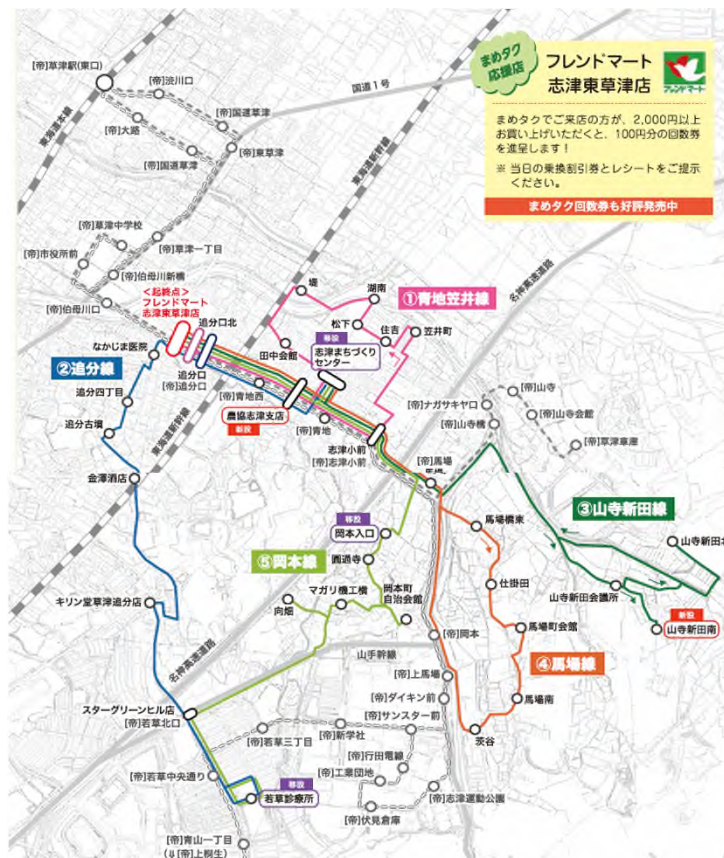 まめタク
応援店
フレンドマート
志津東草津店
フレンドマート
まめタクでご来店の方が、2,000円以上
お買い上げいただくと、100円分の回数券
を進呈します！
※ 当日の乗換割引券とレシートをご提示
ください。
まめタク回数券も好評発売中
[帝]草津駅(東口)
[帝]渋川口
国道1号
東海道本線
[帝]大路
[帝]国道草津
[帝]国道草津
[帝]東草津
東海道新幹線
[帝]草津中学校
[帝]市役所前
[帝]草津一丁目
[帝]伯母川新橋
[帝]伯母川口
名神高速道路
<起終点>
フレンドマート
志津東草津店
追分口北
堀
湖南
①青地笠井線
松下
住吉
笠井町
田中会館
移設
志津まちづくり
センター
なかじま医院
②追分線
追分口
[帝]追分口
追分四丁目
[帝]青地西
農協志津支店
新設
[帝]青地
[帝]ナガサキヤ口
[帝]山寺
[帝]山寺会館
[帝]山寺橋
[帝]草津車庫
追分古墳
東海道新幹線
志津小前
[帝]志津小前
[帝]馬場
金澤酒店
③山寺新田線
移設
岡本入口
馬場橋東
山寺新田北
⑤岡本線
圓通寺
仕掛田
山寺新田会議所
マガリ機工横
岡本町
自治会館
向畑
キリン堂草津追分店
新設
山寺新田南
馬場町会館
[帝]岡本
名神高速道路
山手幹線
④馬場線
[帝]上馬場
[帝]ダイキン前
馬場南
スターグリーンヒル店
[帝]若草北口
[帝]サンスター前
[帝]新学社
[帝]若草三丁目
茨谷
[帝]行田電線
[帝]工業団地
[帝]若草中央通り
移設
若草診療所
[帝]志津運動公園
[帝]伏見倉庫
[帝]青山一丁目
(⇓[帝]上桐生)